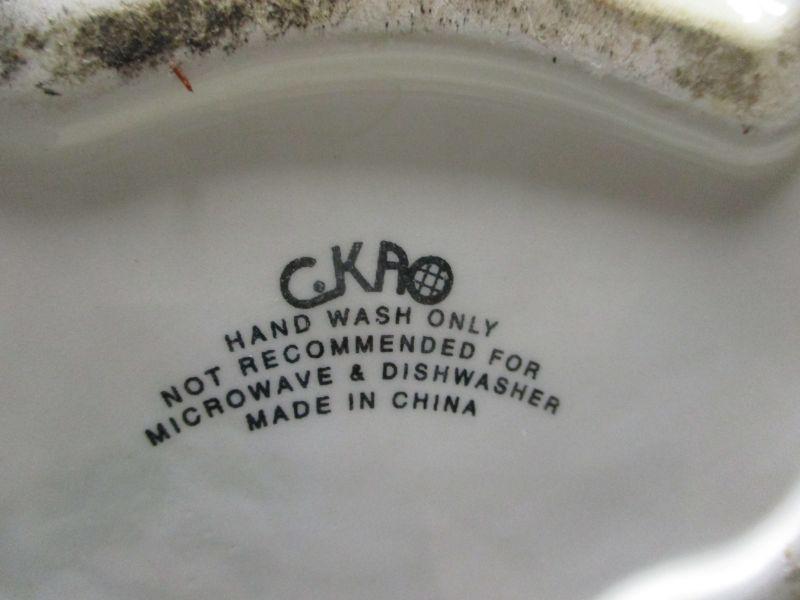 C.KAO
HAND WASH ONLY
NOT RECOMMENDED FOR
MICROWAVE & DISHWASHER
MADE IN CHINA